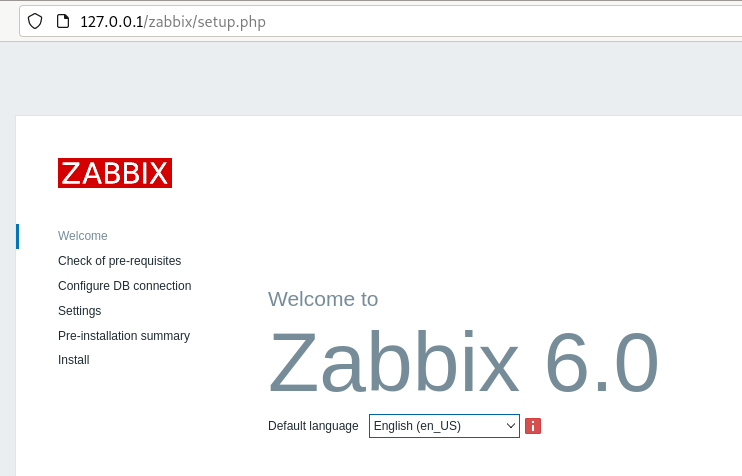 127.0.0.1/zabbix/setup.php
ZABBIX
Welcome
Check of pre-requisites
Configure DB connection
Settings
Pre-installation summary
Install
Welcome to
Zabbix 6.0
Default language English (en_US) i